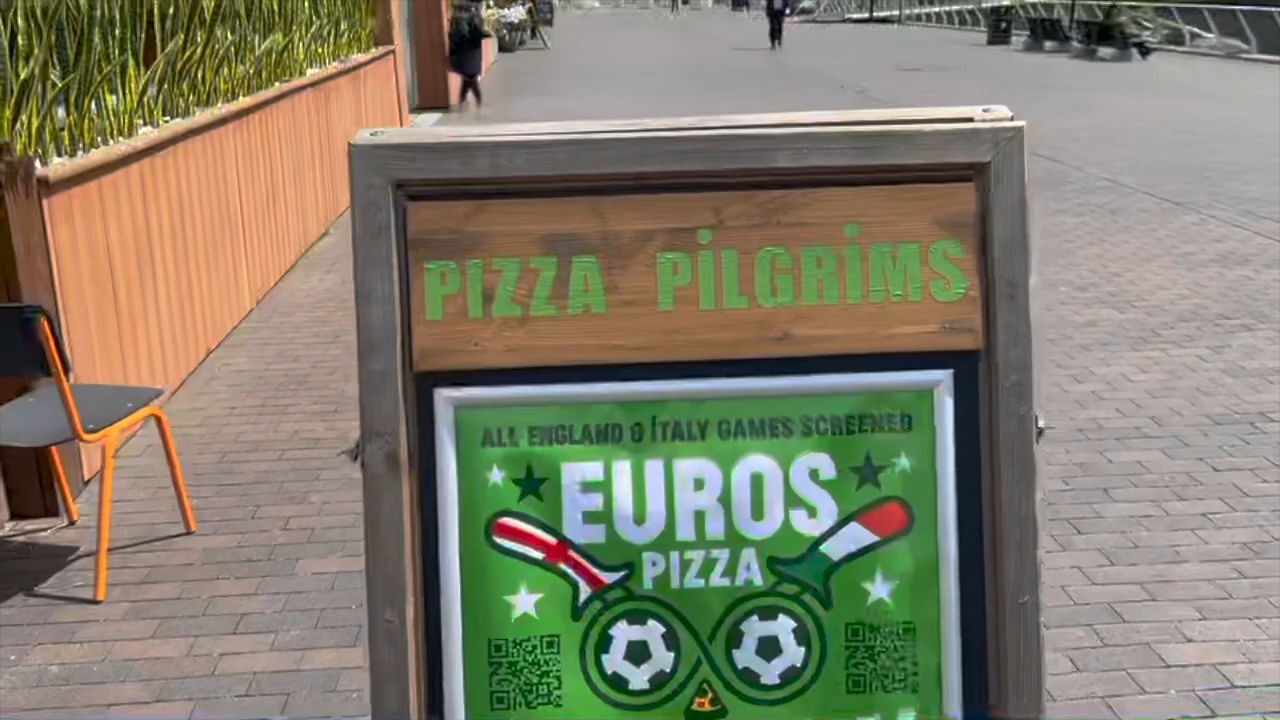 PIZZA PILGRIMS
ALL ENGLAND & ITALY GAMES SCREENED
EUROS
PIZZA